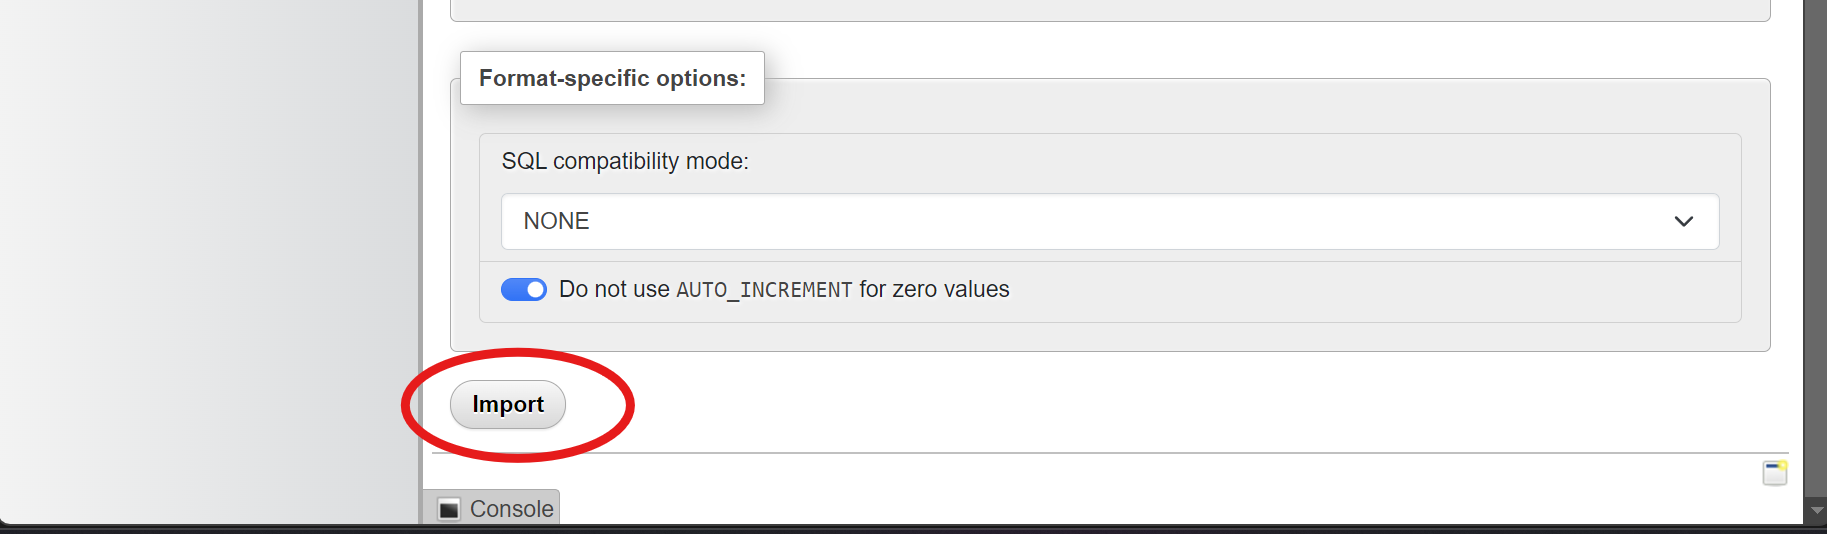 Format-specific options:
SQL compatibility mode:
NONE
Do not use AUTO_INCREMENT for zero values
Import
Console